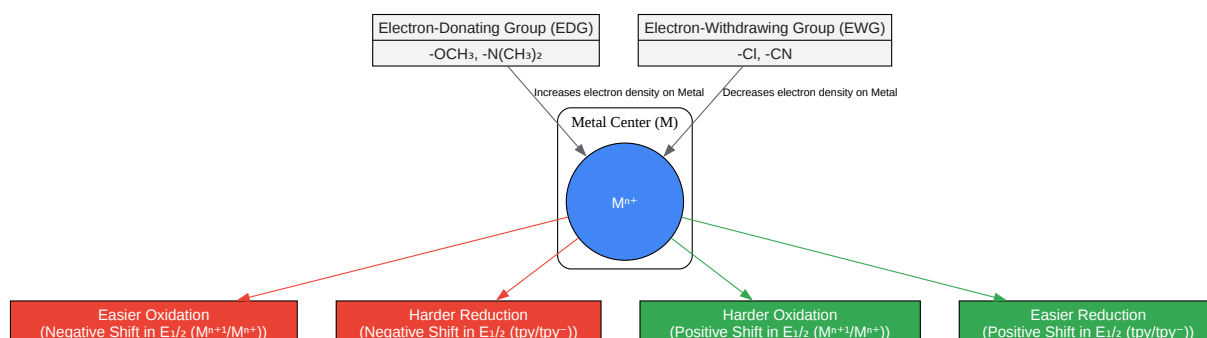 Electron-Donating Group (EDG)
-OCH₃, -N(CH₃)₂
Electron-Withdrawing Group (EWG)
-Cl, -CN
Increases electron density on Metal
Decreases electron density on Metal
Metal Center (M)
Mⁿ⁺
Easier Oxidation
(Negative Shift in E₁/₂ (Mⁿ⁺¹/Mⁿ⁺))
Harder Reduction
(Negative Shift in E₁/₂ (tpy/tpy⁻))
Harder Oxidation
(Positive Shift in E₁/₂ (Mⁿ⁺¹/Mⁿ⁺))
Easier Reduction
(Positive Shift in E₁/₂ (tpy/tpy⁻))